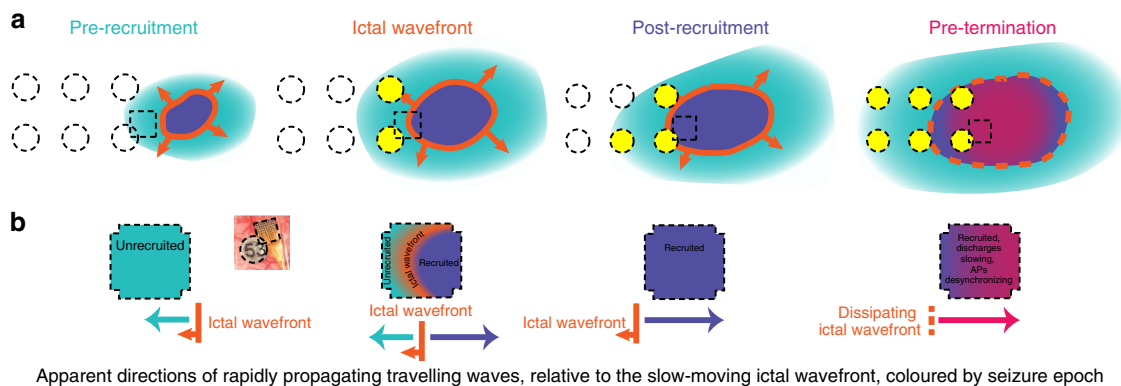 a
Pre-recruitment
Ictal wavefront
Post-recruitment
Pre-termination
b
Unrecruited
63
Ictal wavefront
Unrecruited
Ictal wavefront
Recruited
Ictal wavefront
Recruited
Ictal wavefront
Recruited,
discharges
slowing,
APs
desynchronizing
Dissipating
ictal wavefront
Apparent directions of rapidly propagating travelling waves, relative to the slow-moving ictal wavefront, coloured by seizure epoch